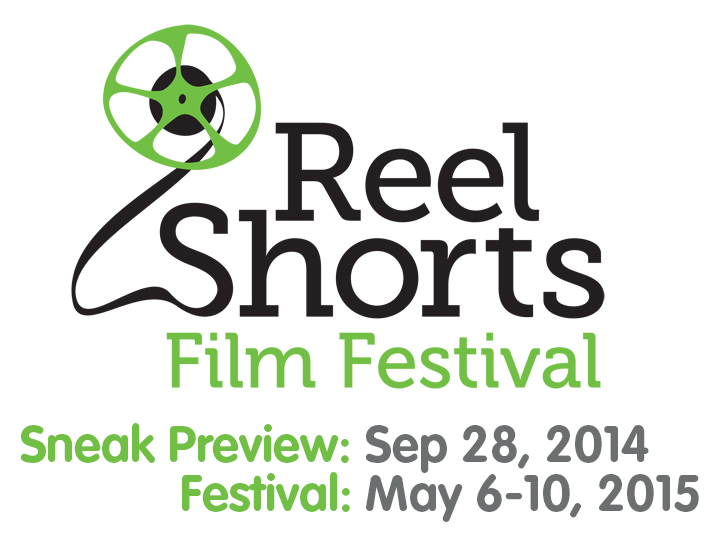 Reel
Shorts
Film Festival
Sneak Preview: Sep 28, 2014
Festival: May 6-10, 2015